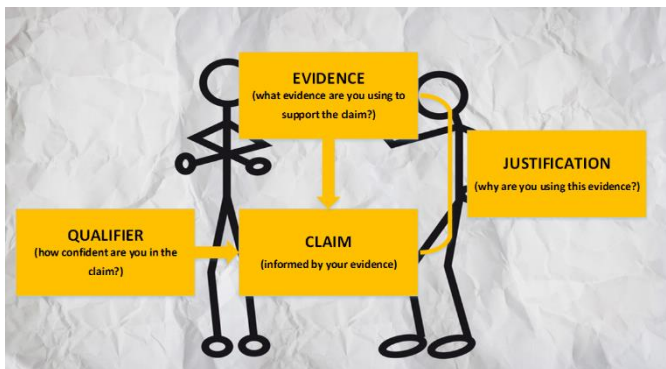 EVIDENCE
(what evidence are you using to
support the claim?)
JUSTIFICATION
(why are you using this evidence?)
QUALIFIER
(how confident are you in the
claim?)
CLAIM
(informed by your evidence)